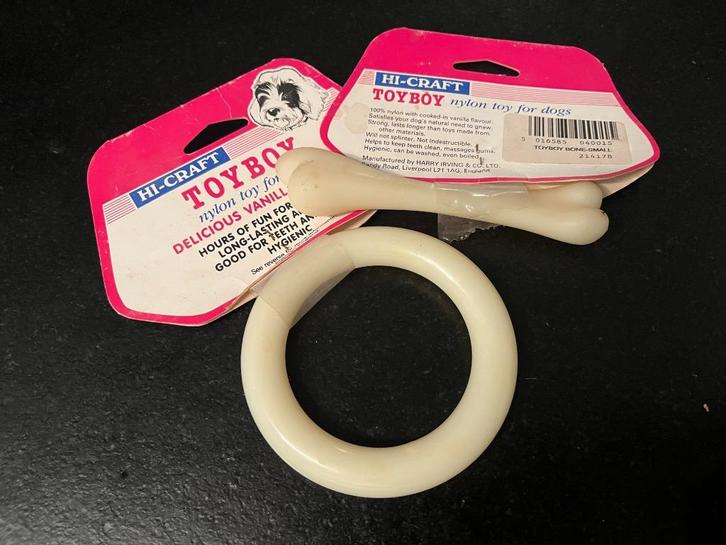 HI-CRAFT
TOYBOY
nylon toy for
DELICIOUS VANILL
HOURS OF FUN FOR
LONG-LASTING A
GOOD FOR TEETH AN
HYGIENIC
See reverse
HI-CRAFT
TOYBOY nylon toy for dogs
100% nylon with cooked-in vanilla flavour.
Satisfies your dog's natural need to gnaw.
Strong, lasts longer than toys made from
other materials.
Will not splinter, Not Indestructible.
Helps to keep teeth clean, massages gums.
Hygienic, can be washed, even boiled.
Manufactured by HARRY IRVING & CO. LTD.
andy Road, Liverpool L21 1AG, England
5 016585 040015
TOYBOY BONE-SMALL
214178